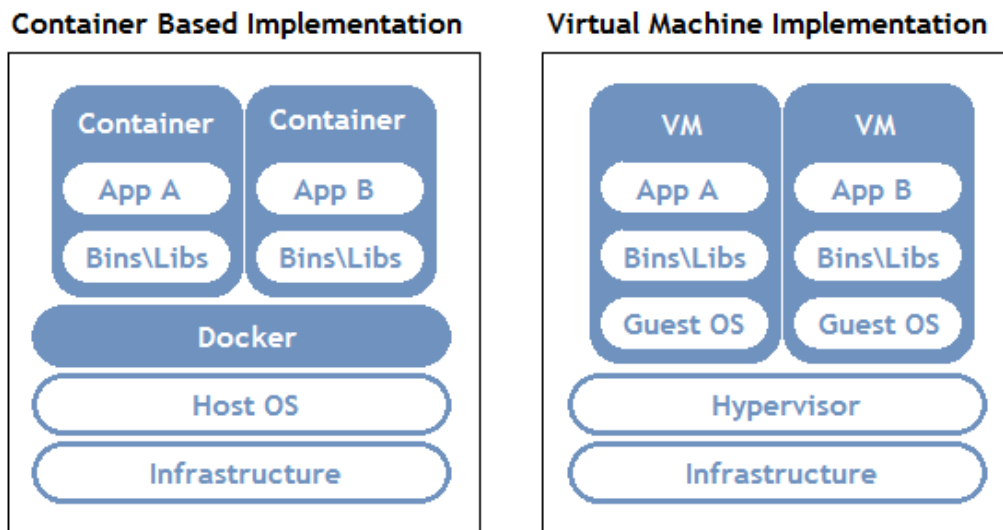 Container Based Implementation
Container
Container
App A
App B
Bins\Libs
Bins\Libs
Docker
Host OS
Infrastructure
Virtual Machine Implementation
VM
VM
App A
App B
Bins\Libs
Bins\Libs
Guest OS
Guest OS
Hypervisor
Infrastructure